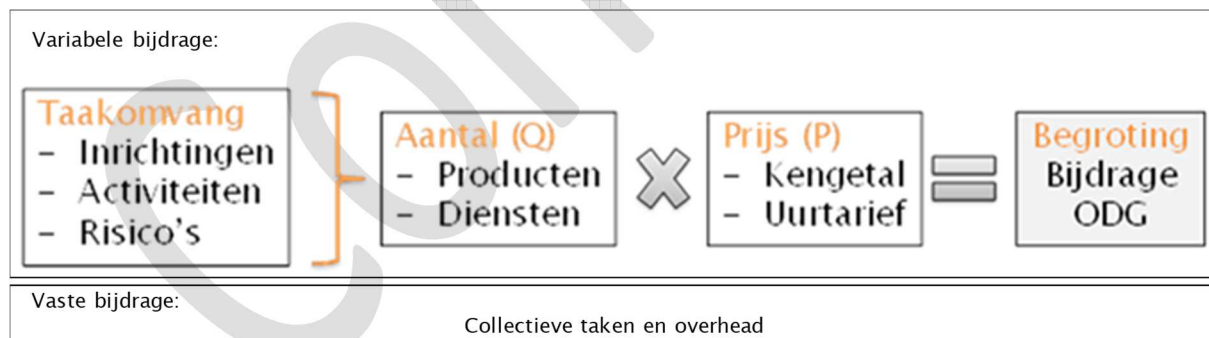 Variabele bijdrage:
Taakomvang
- Inrichtingen
- Activiteiten
- Risico's
Aantal (Q)
- Producten
- Diensten
Prijs (P)
- Kengetal
- Uurtarief
Begroting
Bijdrage
ODG
Vaste bijdrage:
Collectieve taken en overhead